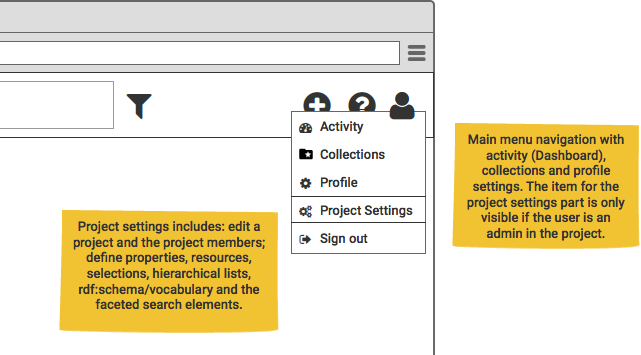 Activity
Collections
Profile
Project Settings
Sign out
Main menu navigation with
activity (Dashboard),
collections and profile
settings. The item for the
project settings part is only
visible if the user is an
admin in the project.
Project settings includes: edit a
project and the project members;
define properties, resources,
selections, hierarchical lists,
rdf:schema/vocabulary and the
faceted search elements.